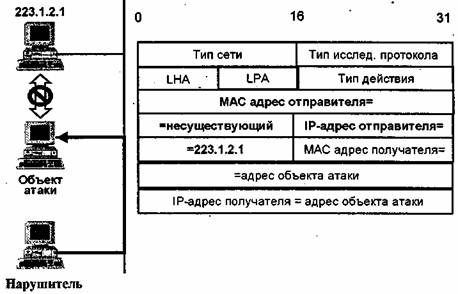 223.1.2.1
0 16 31
Тип сети Тип исслед. протокола
LHA LPA Тип действия
MAC адрес отправителя=
=несуществующий IP-адрес отправителя=
=223.1.2.1 MAC адрес получателя=
=адрес объекта атаки
IP-адрес получателя = адрес объекта атаки
Объект
атаки
Нарушитель